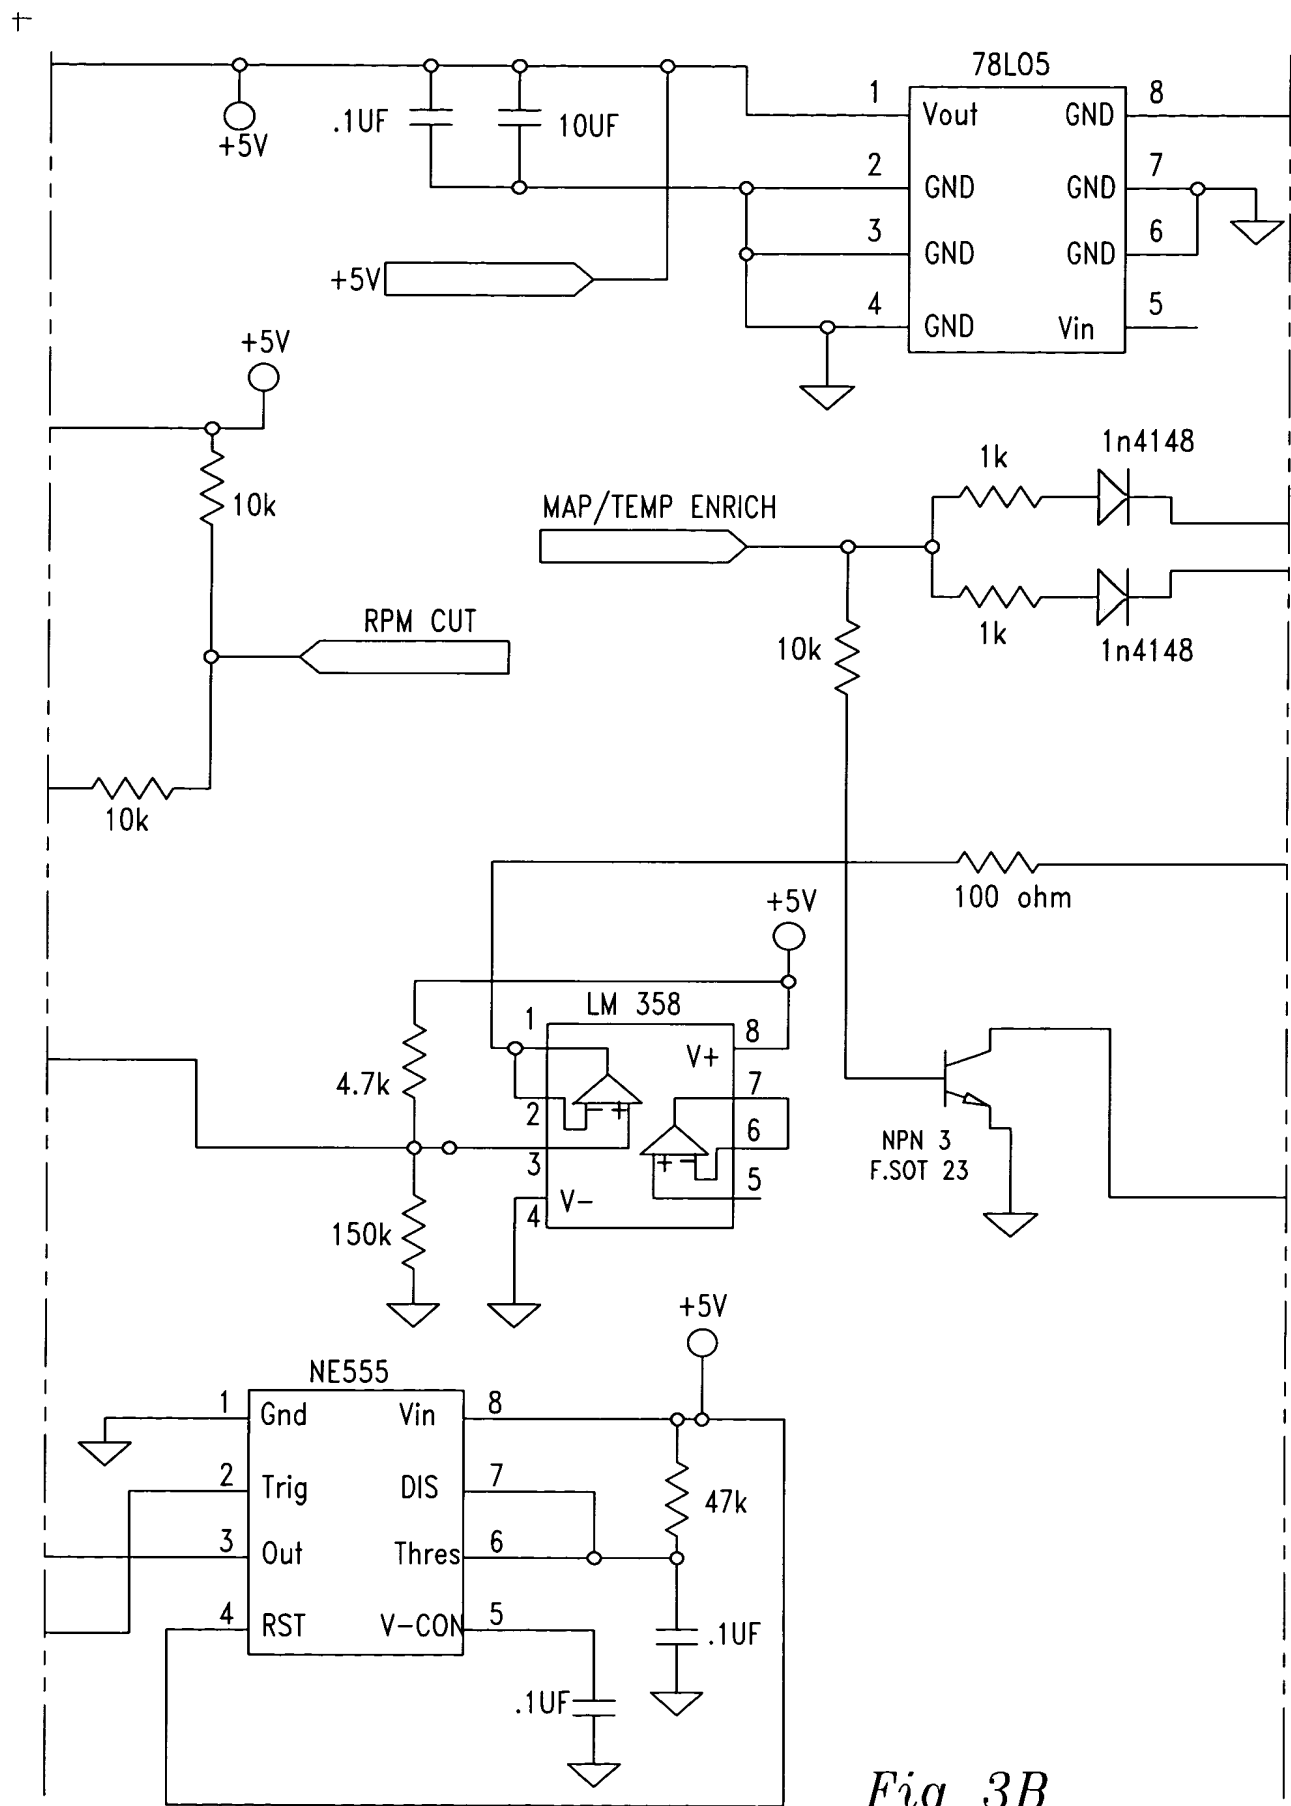 78L05
1 Vout GND 8
.1UF 10UF
+5V
2 GND GND 7
3 GND GND 6
+5V
4 GND Vin 5
+5V
1k 1n4148
10k
MAP/TEMP ENRICH
RPM CUT
10k
1k 1n4148
10k
100 ohm
+5V
LM 358
1 V+ 8
4.7k
2 - + 7
6
NPN 3
F.SOT 23
3 + - 5
V-
4
150k
+5V
NE555
1 Gnd Vin 8
2 Trig DIS 7
47k
3 Out Thres 6
4 RST V-CON 5
.1UF
.1UF
Fig 3B